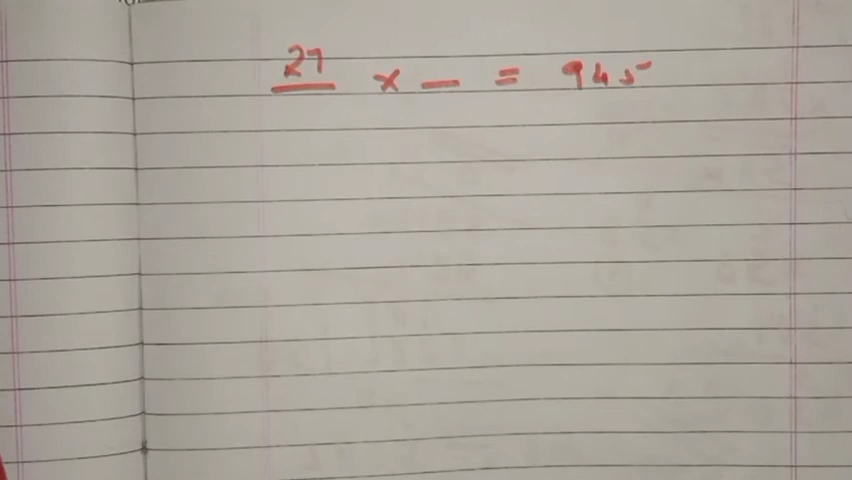 27 × _ = 945